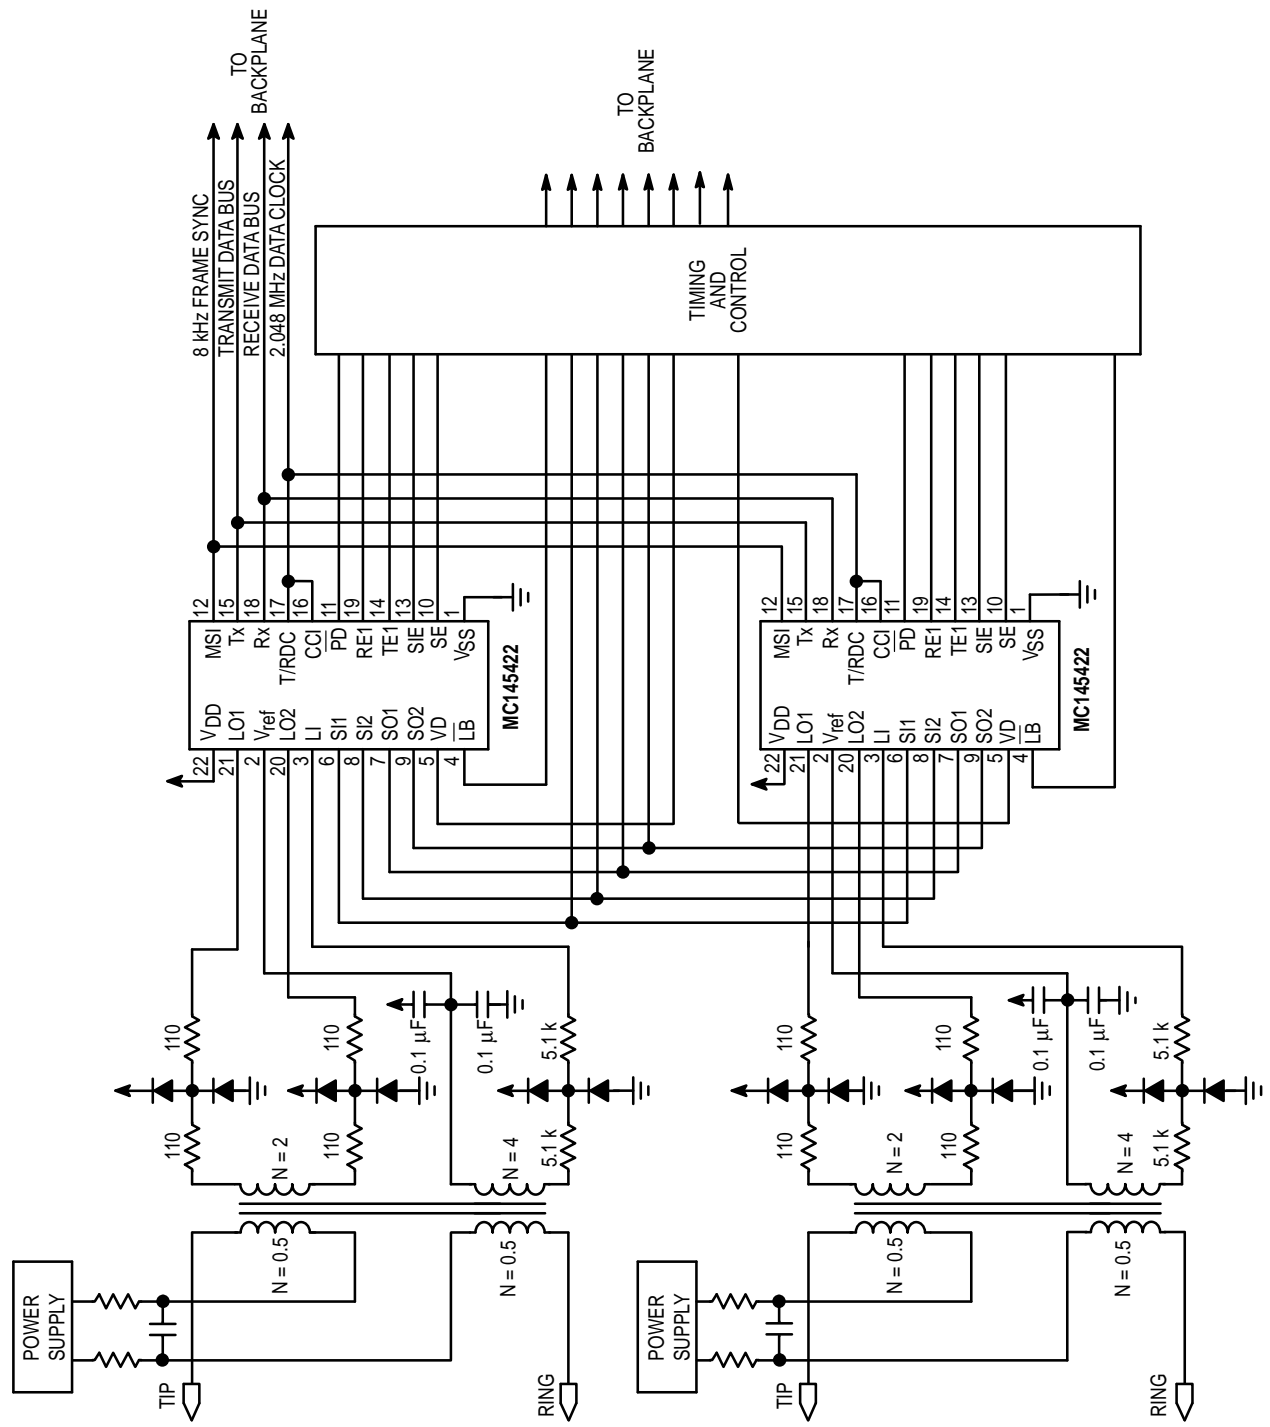 TO
BACKPLANE
8 kHz FRAME SYNC
TRANSMIT DATA BUS
RECEIVE DATA BUS
2.048 MHz DATA CLOCK
TO
BACKPLANE
TIMING
AND
CONTROL
12
15
18
17
16
11
19
14
13
10
1
MSI
Tx
Rx
T/RDC
CCI
PD
RE1
TE1
SIE
SE
VSS
VDD
LO1
Vref
LO2
LI
SI1
SI2
SO1
SO2
VD
LB
MC145422
22
21
2
20
3
6
8
7
9
5
4
12
15
18
17
16
11
19
14
13
10
1
MSI
Tx
Rx
T/RDC
CCI
PD
RE1
TE1
SIE
SE
VSS
VDD
LO1
Vref
LO2
LI
SI1
SI2
SO1
SO2
VD
LB
MC145422
22
21
2
20
3
6
8
7
9
5
4
110
110
0.1 µF
0.1 µF
5.1 k
110
N = 2
110
N = 4
5.1 k
N = 0.5
N = 0.5
POWER
SUPPLY
TIP
RING
110
110
0.1 µF
0.1 µF
5.1 k
110
N = 2
110
N = 4
5.1 k
N = 0.5
N = 0.5
POWER
SUPPLY
TIP
RING